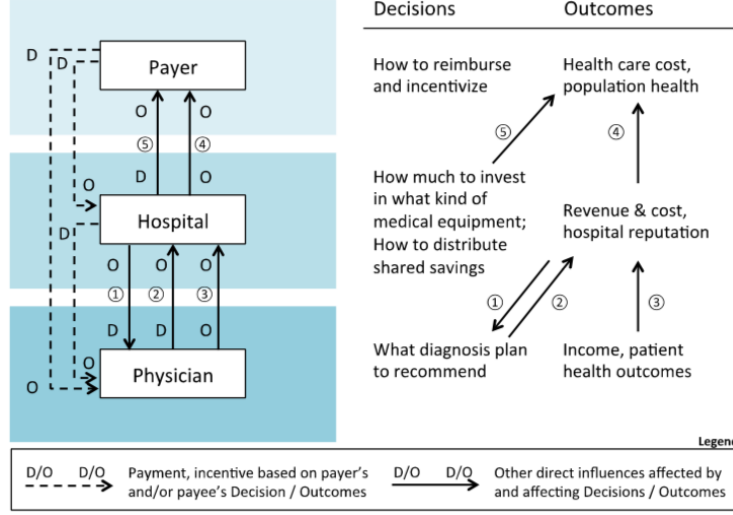 Decisions
Outcomes
D
D
Payer
How to reimburse
and incentivize
Health care cost,
population health
O
O
⑤
④
⑤
④
O
D
O
How much to invest
in what kind of
medical equipment;
How to distribute
shared savings
Revenue & cost,
hospital reputation
Hospital
D
O
O
O
①
②
③
①
②
③
D
D
O
O
O
Physician
What diagnosis plan
to recommend
Income, patient
health outcomes
D/O D/O
Payment, incentive based on payer's
and/or payee's Decision / Outcomes
D/O D/O
Other direct influences affected by
and affecting Decisions / Outcomes